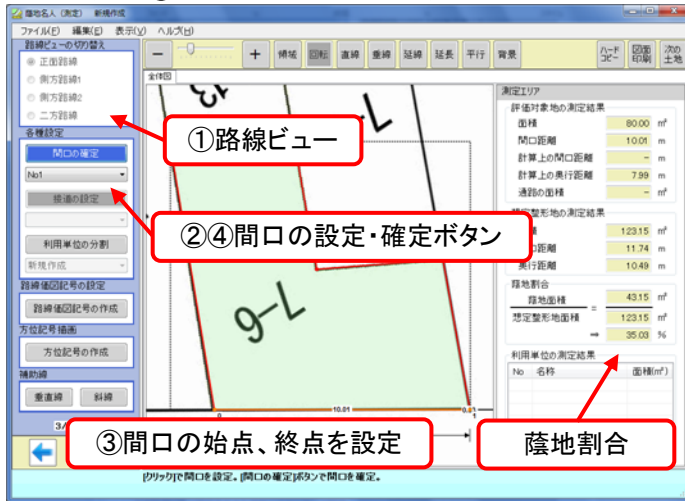 蔭地名人(測定) 新規作成
ファイル(F) 編集(E) 表示(V) ヘルプ(H)
路線ビューの切り替え
正面路線
側方路線1
側方路線2
二方路線
各種設定
間口の確定
No1
接道の設定
利用単位の分割
新規作成
路線価図記号の設定
路線価図記号の作成
方位記号描画
方位記号の作成
補助線
垂直線 斜線
3/
− + 傾域 回転 直線 垂線 延線 延長 平行 背景 ハードコピー 図面印刷 次の土地
全体図
①路線ビュー
②④間口の設定・確定ボタン
6-7
10.01
③間口の始点、終点を設定
測定エリア
評価対象地の測定結果
面積 80.00 ㎡
間口距離 10.01 m
計算上の間口距離 − m
計算上の奥行距離 7.99 m
通路の面積 − ㎡
想定整形地の測定結果
123.15 ㎡
口距離 11.74 m
奥行距離 10.49 m
蔭地割合
蔭地面積 43.15 ㎡
=
想定整形地面積 123.15 ㎡
⇒ 35.03 %
利用単位の測定結果
No 名称 面積(㎡)
蔭地割合
[クリック]で間口を設定。[間口の確定]ボタンで間口を確定。